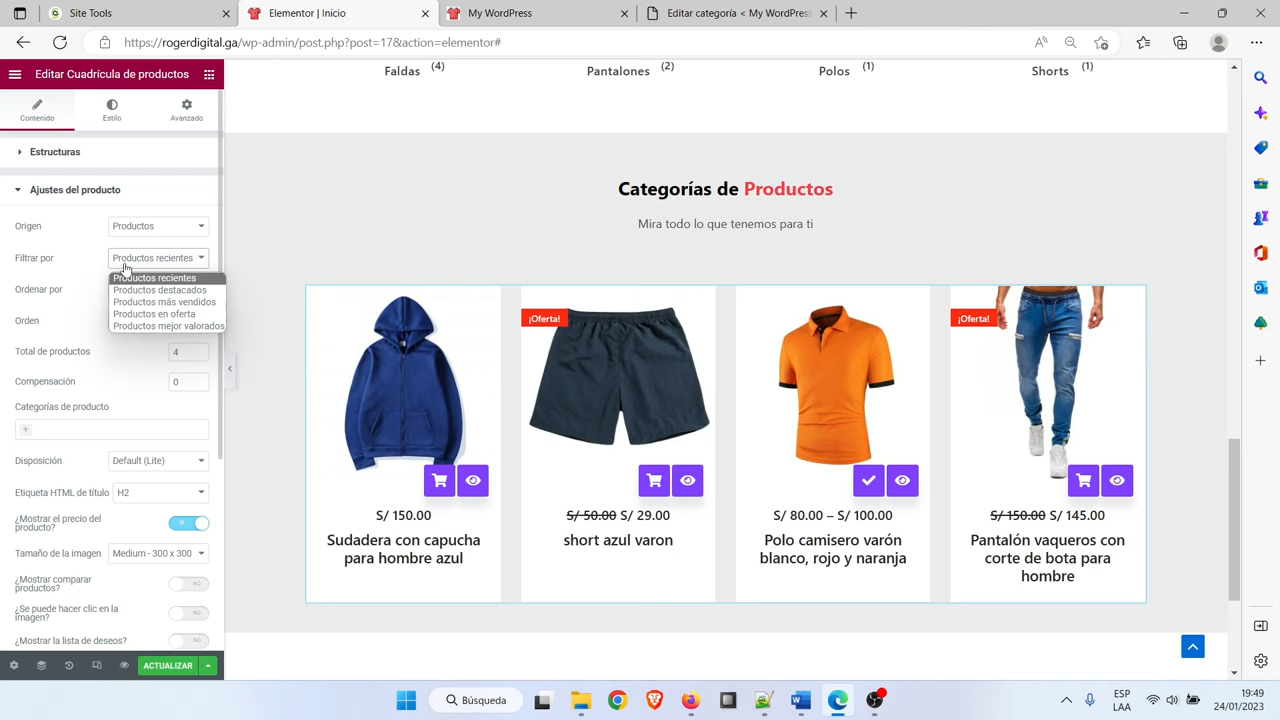 Site Tools
Elementor | Inicio
My WordPress
Editar categoría < My WordPress
https://rogerdigital.ga/wp-admin/post.php?post=17&action=elementor#
Editar Cuadrícula de productos
Contenido
Estilo
Avanzado
Estructuras
Ajustes del producto
Origen
Productos
Filtrar por
Productos recientes
Productos recientes
Productos destacados
Productos más vendidos
Productos en oferta
Productos mejor valorados
Ordenar por
Orden
Total de productos
4
Compensación
0
Categorías de producto
+
Disposición
Default (Lite)
Etiqueta HTML de título
H2
¿Mostrar el precio del
producto?
SÍ
Tamaño de la imagen
Medium - 300 x 300
¿Mostrar comparar
productos?
NO
¿Se puede hacer clic en la
imagen?
NO
¿Mostrar la lista de deseos?
NO
ACTUALIZAR
Faldas (4)
Pantalones (2)
Polos (1)
Shorts (1)
Categorías de Productos
Mira todo lo que tenemos para ti
¡Oferta!
¡Oferta!
S/ 150.00
Sudadera con capucha
para hombre azul
S/ 50.00 S/ 29.00
short azul varon
S/ 80.00 – S/ 100.00
Polo camisero varón
blanco, rojo y naranja
S/ 150.00 S/ 145.00
Pantalón vaqueros con
corte de bota para
hombre
Búsqueda
ESP
LAA
19:49
24/01/2023